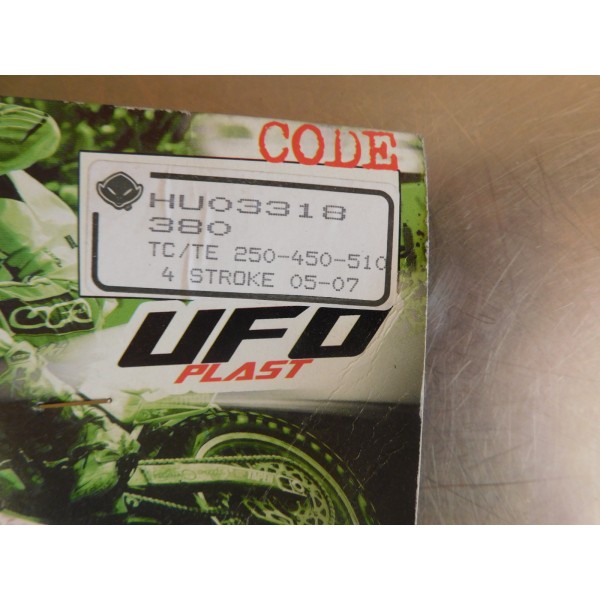 CODE
HU03318
380
TC/TE 250-450-510
4 STROKE 05-07
UFO
PLAST